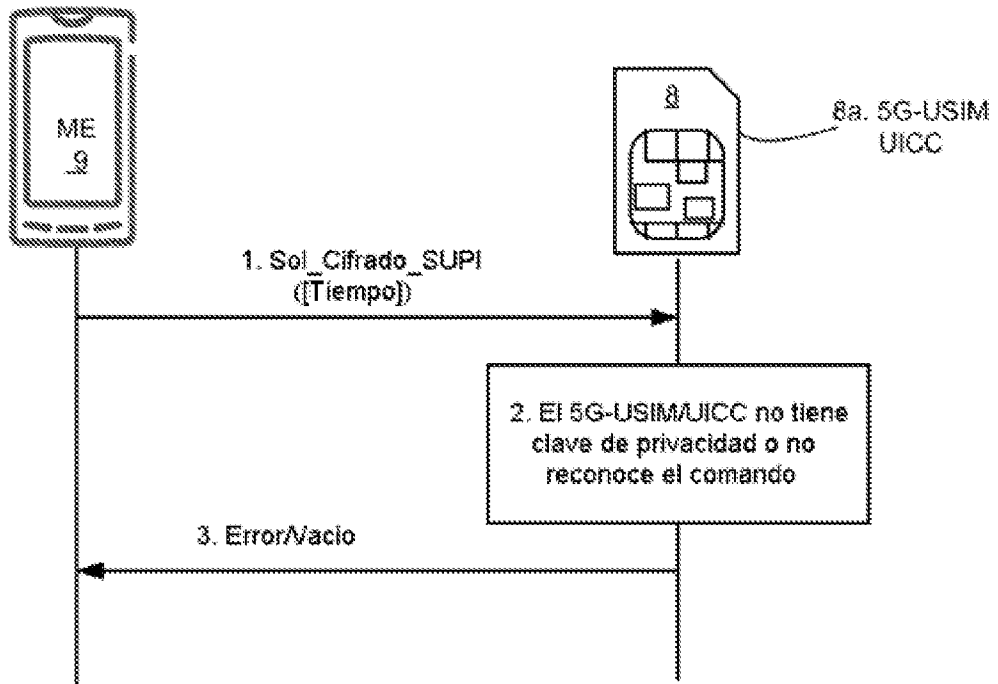 ME
9
8
8a. 5G-USIM
UICC
1. Sol_Cifrado_SUPI
([Tiempo])
2. El 5G-USIM/UICC no tiene
clave de privacidad o no
reconoce el comando
3. Error/Vacio